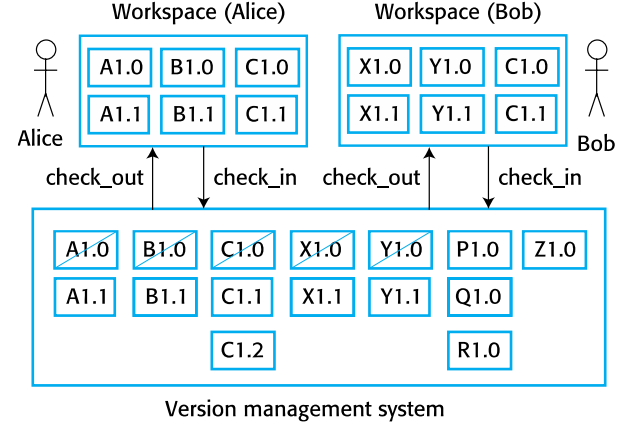 Workspace (Alice) Workspace (Bob)
A1.0 B1.0 C1.0 X1.0 Y1.0 C1.0
A1.1 B1.1 C1.1 X1.1 Y1.1 C1.1
Alice Bob
check_out check_in check_out check_in
A1.0 B1.0 C1.0 X1.0 Y1.0 P1.0 Z1.0
A1.1 B1.1 C1.1 X1.1 Y1.1 Q1.0
C1.2 R1.0
Version management system